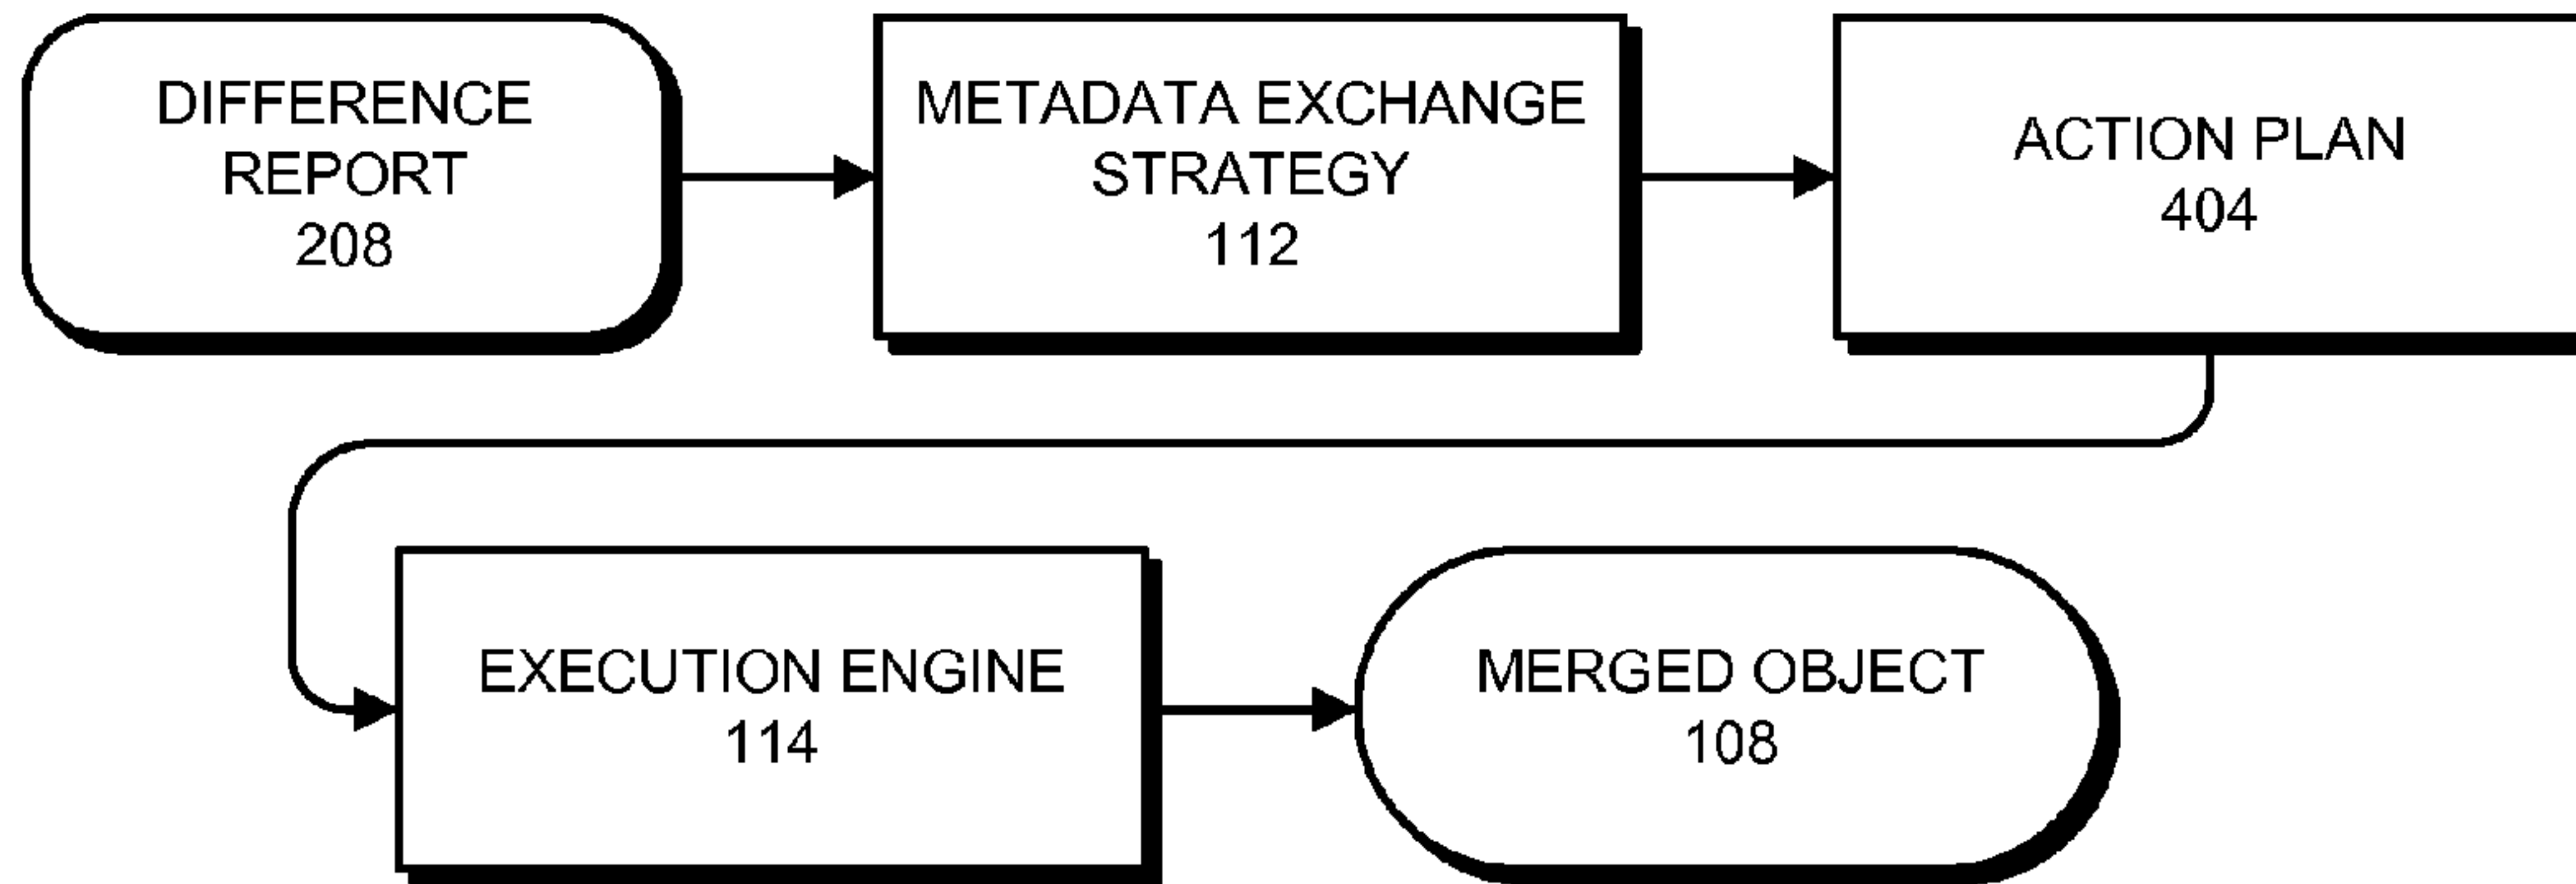 DIFFERENCE
REPORT
208
METADATA EXCHANGE
STRATEGY
112
ACTION PLAN
404
EXECUTION ENGINE
114
MERGED OBJECT
108